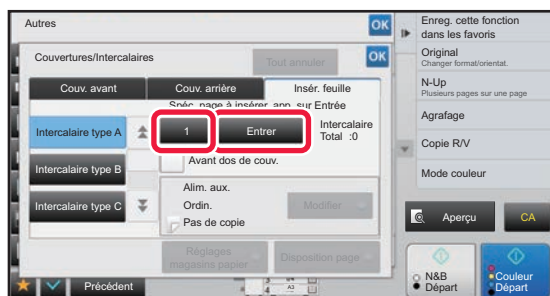 Autres
OK
Couvertures/Intercalaires
Tout annuler
OK
Couv. avant
Couv. arrière
Insér. feuille
Spéc. page à insérer, app. sur Entrée
Intercalaire type A
1
Entrer
Intercalaire
Total :0
Intercalaire type B
Avant dos de couv.
Intercalaire type C
Alim. aux.
Ordin.
Pas de copie
Modifier
Réglages
magasins papier
Disposition page
Précédent
Enreg. cette fonction
dans les favoris
Original
Changer format/orientat.
N-Up
Plusieurs pages sur une page
Agrafage
Copie R/V
Mode couleur
Aperçu
CA
N&B
Départ
Couleur
Départ